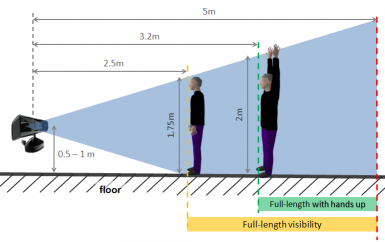 5m
3.2m
2.5m
1.75m
2m
0.5 – 1 m
floor
Full-length with hands up
Full-length visibility